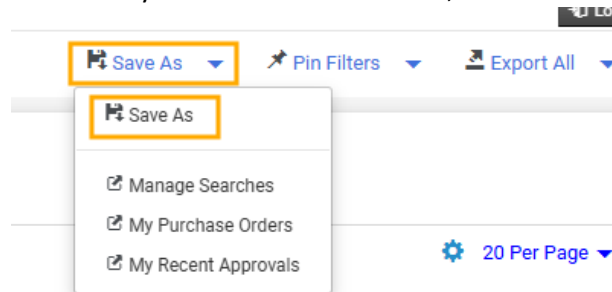 Save As Pin Filters Export All
Save As
Manage Searches
My Purchase Orders
My Recent Approvals
20 Per Page